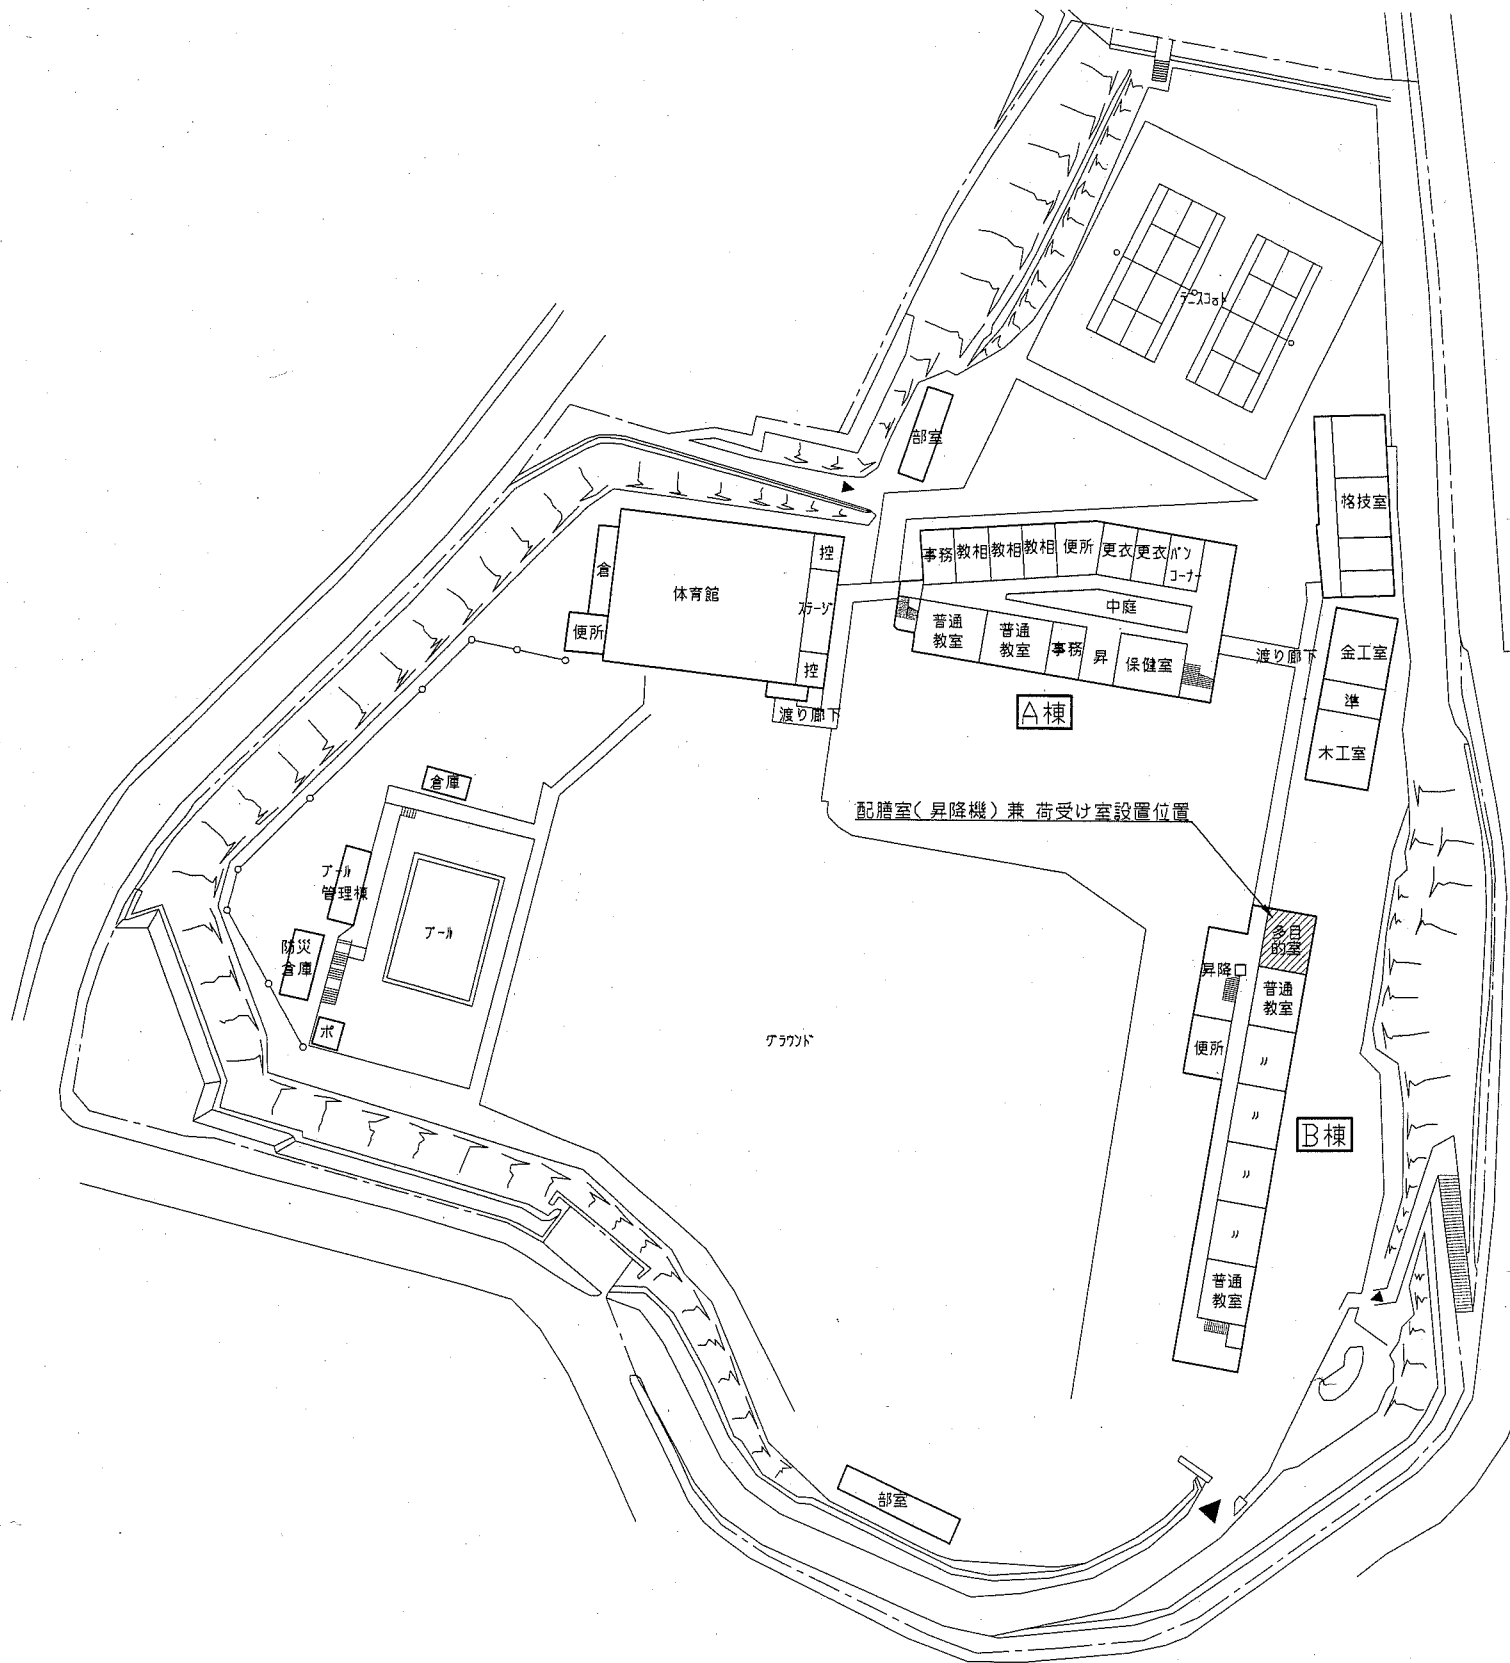 テニスコート
部室
格技室
事務
教相
教相
教相
便所
更衣
更衣
パン
コーナー
控
倉
体育館
ステージ
中庭
便所
普通
教室
普通
教室
事務
昇
保健室
渡り廊下
金工室
控
準
渡り廊下
A棟
木工室
倉庫
配膳室(昇降機)兼 荷受け室設置位置
プール
管理棟
プール
多目
的室
防災
倉庫
昇降
普通
教室
ポ
グラウンド
便所
〃
〃
B棟
〃
〃
普通
教室
部室